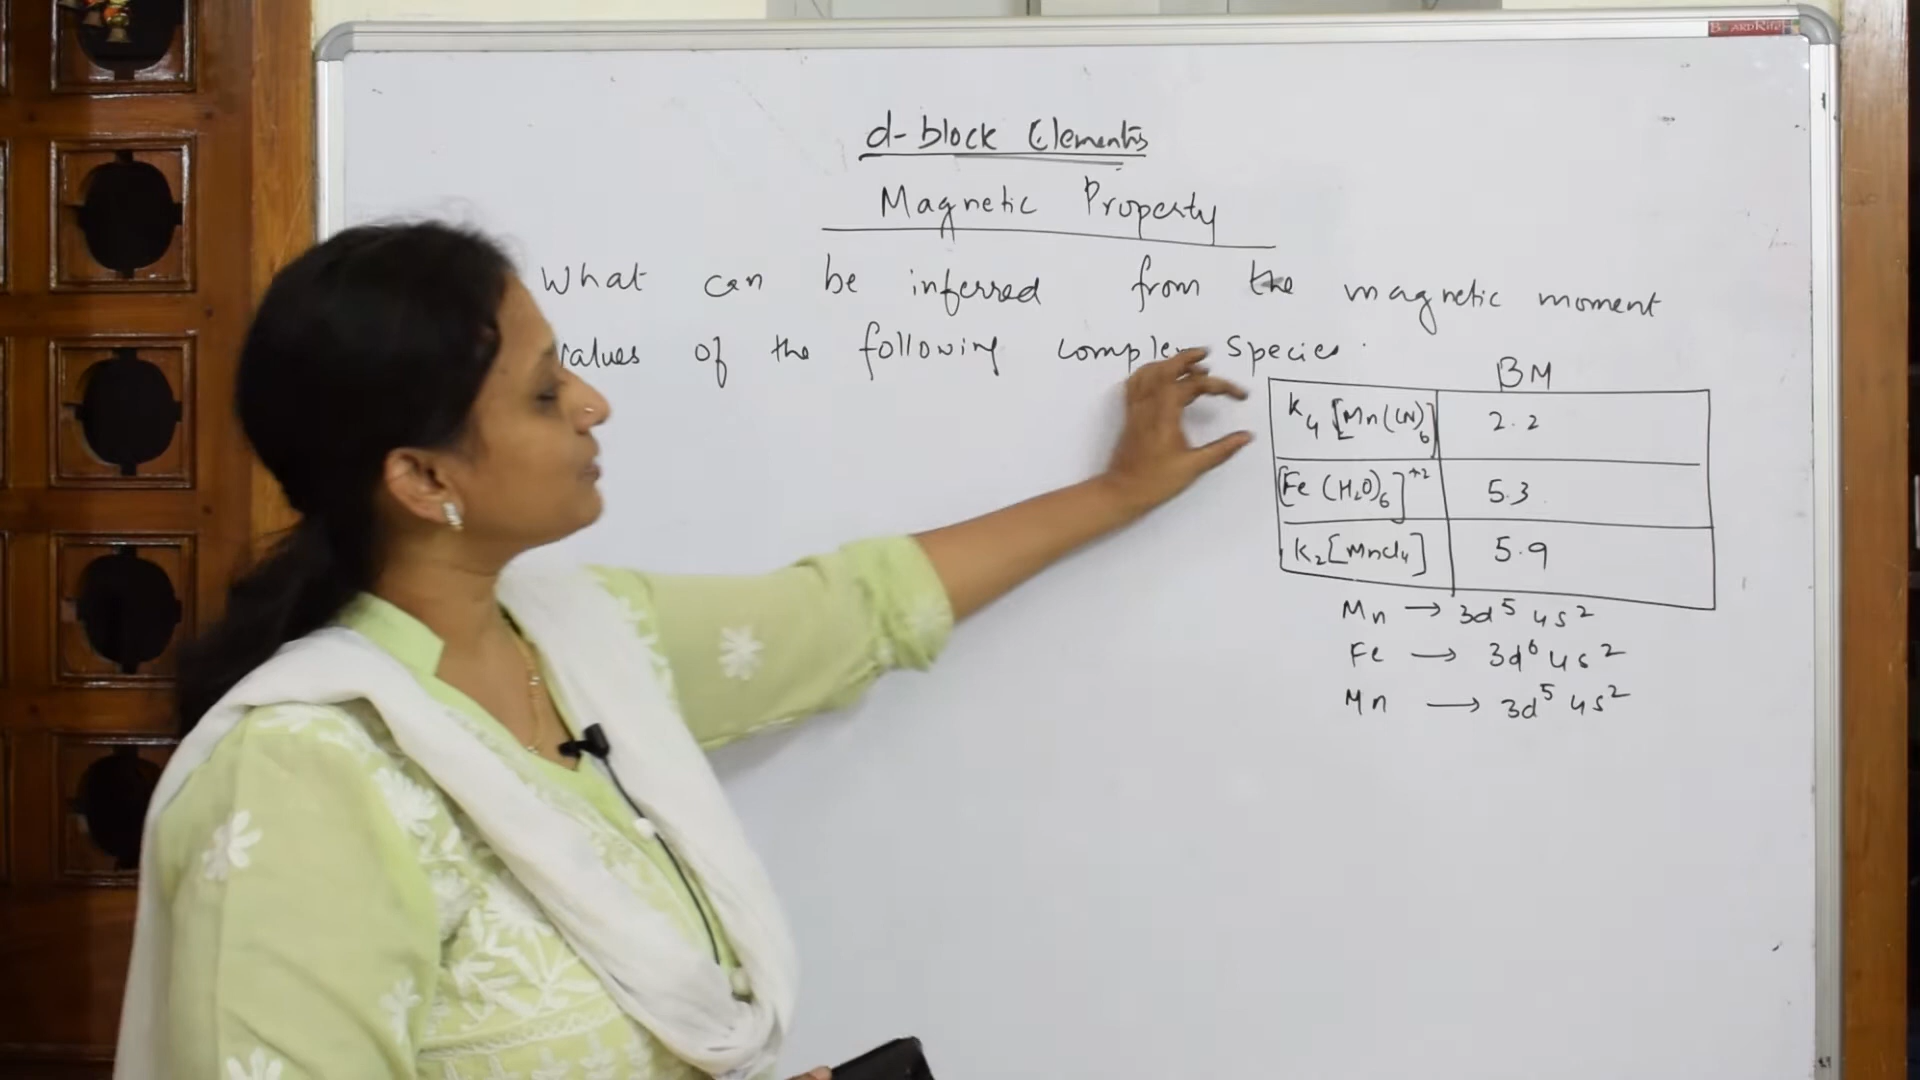 BOARDRITE
d-block Elements
Magnetic Property
What can be inferred from the magnetic moment
values of the following complex species.
BM
K4 [Mn(CN)6] 2.2
[Fe (H2O)6]+2 5.3
K2[MnCl4] 5.9
Mn → 3d5 4s2
Fe → 3d6 4s2
Mn → 3d5 4s2